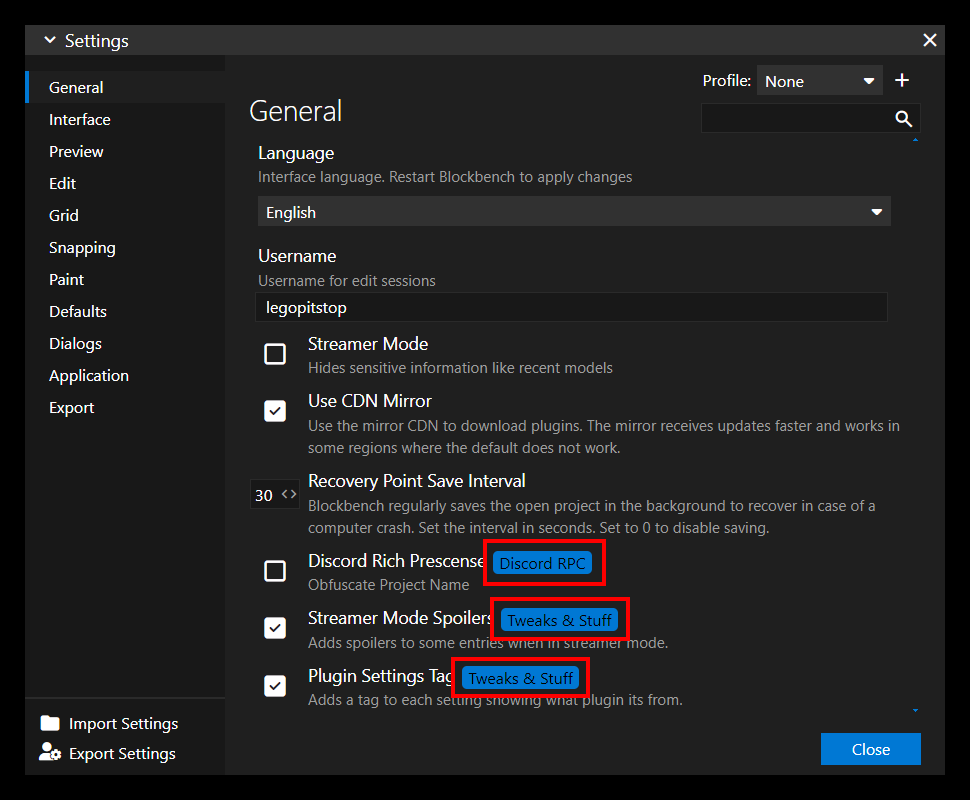 Settings
General
Interface
Preview
Edit
Grid
Snapping
Paint
Defaults
Dialogs
Application
Export
Import Settings
Export Settings
Profile: None
General
Language
Interface language. Restart Blockbench to apply changes
English
Username
Username for edit sessions
legopitstop
Streamer Mode
Hides sensitive information like recent models
Use CDN Mirror
Use the mirror CDN to download plugins. The mirror receives updates faster and works in
some regions where the default does not work.
30
Recovery Point Save Interval
Blockbench regularly saves the open project in the background to recover in case of a
computer crash. Set the interval in seconds. Set to 0 to disable saving.
Discord Rich Prescense Discord RPC
Obfuscate Project Name
Streamer Mode Spoilers Tweaks & Stuff
Adds spoilers to some entries when in streamer mode.
Plugin Settings Tag Tweaks & Stuff
Adds a tag to each setting showing what plugin its from.
Close